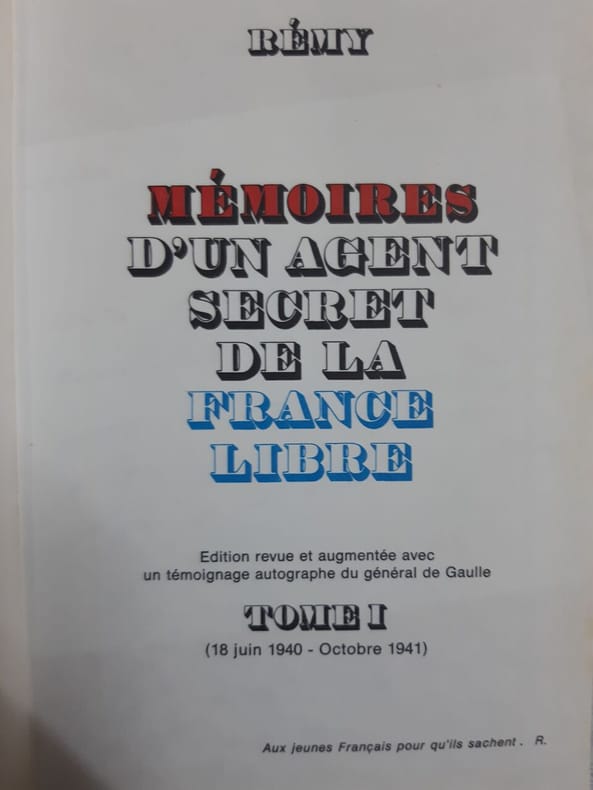 RÉMY
MÉMOIRES
D'UN AGENT
SECRET
DE LA
FRANCE
LIBRE
Edition revue et augmentée avec
un témoignage autographe du général de Gaulle
TOME I
(18 juin 1940 - Octobre 1941)
Aux jeunes Français pour qu'ils sachent. R.